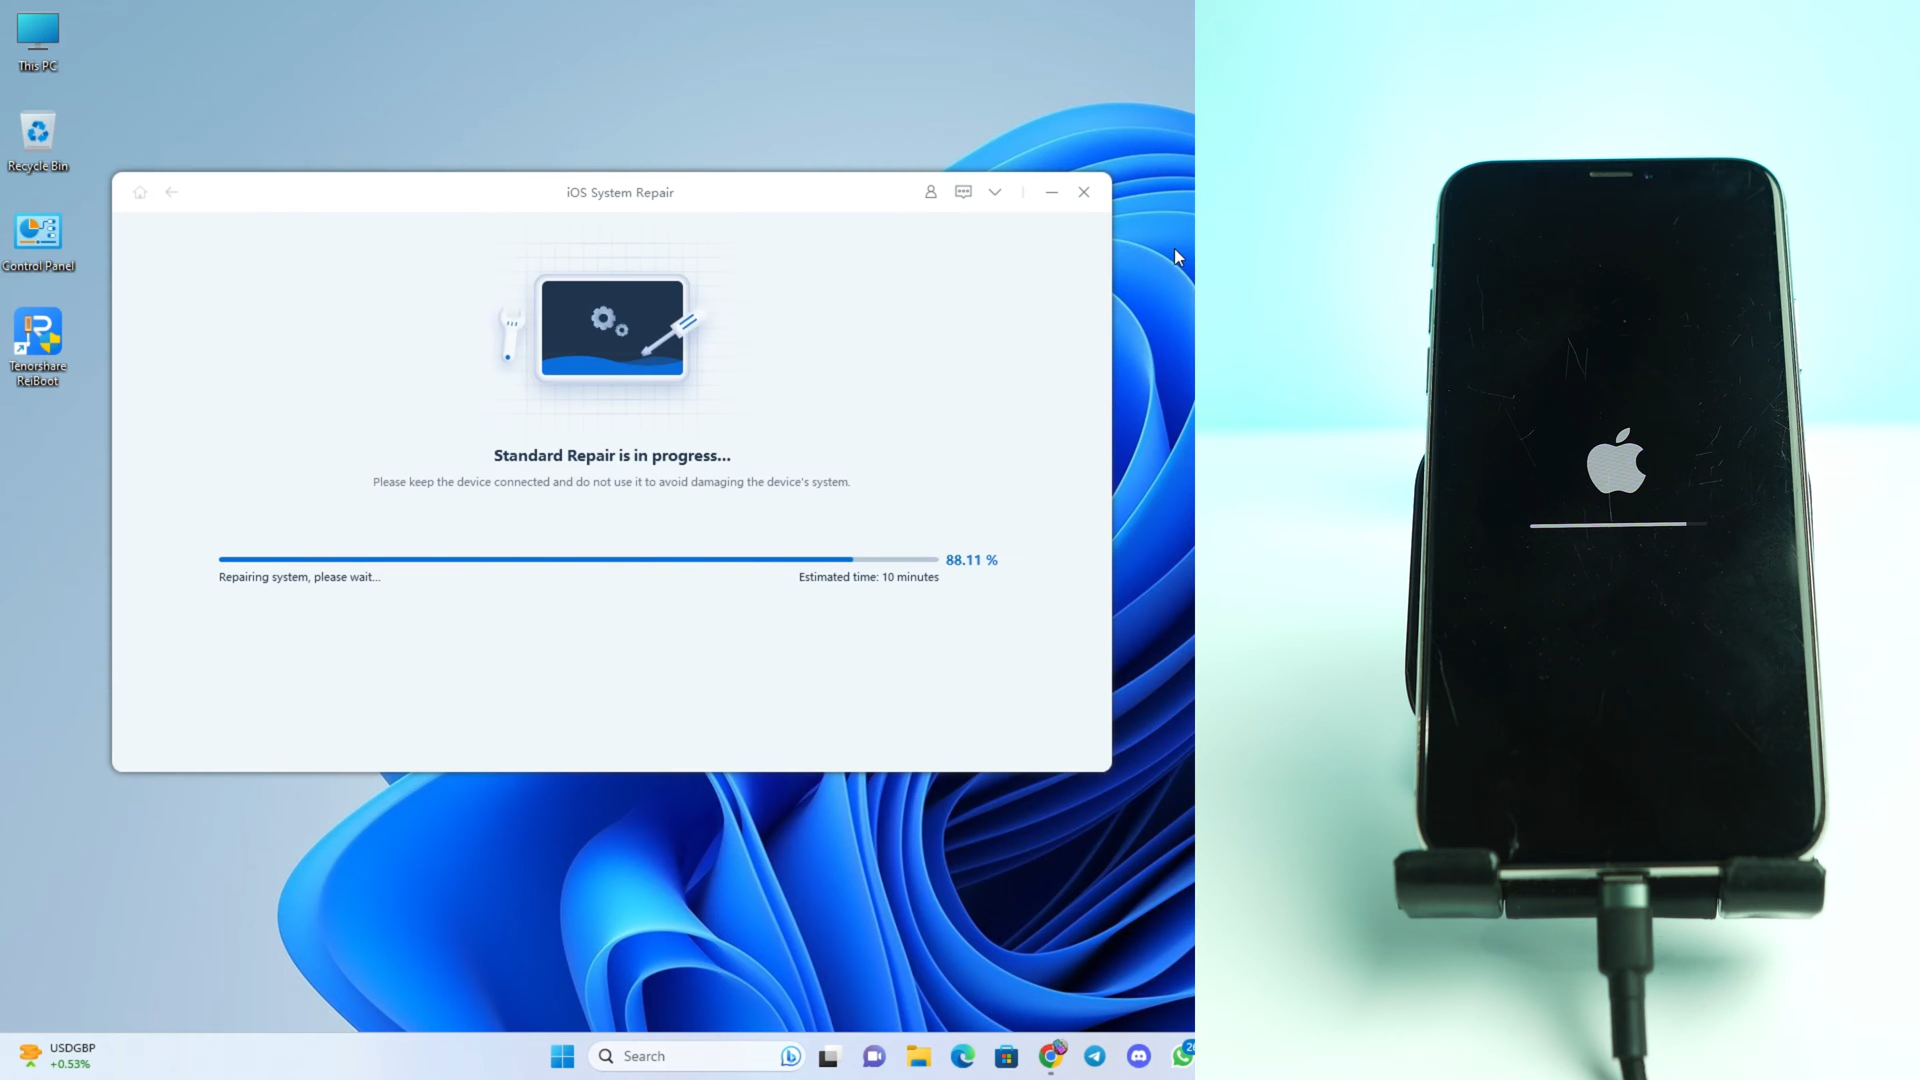 This PC
Recycle Bin
Control Panel
Tenorshare
ReiBoot
iOS System Repair
Standard Repair is in progress...
Please keep the device connected and do not use it to avoid damaging the device's system.
88.11 %
Repairing system, please wait...
Estimated time: 10 minutes
USDGBP
+0.53%
Search